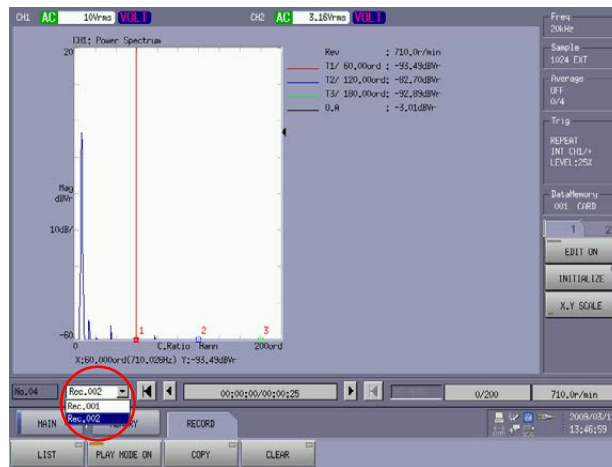 CH1 AC 10Vrms VOLT CH2 AC 3.16Vrms VOLT
Freq
20kHz
Sample
1024 EXT
Average
OFF
0/4
Trig
REPEAT
INT CH1/+
LEVEL:25%
DataMemory
001 CARD
1 2
EDIT ON
INITIALIZE
X.Y SCALE
CH1: Power Spectrum
20
Mag
dBVr
10dB/
-60
1 2 3
0 C.Ratio Hann 200ord
X:60.000ord(710.026Hz) Y:-93.49dBVr
Rev : 710.0r/min
T1/ 60.00ord : -93.49dBVr
T2/ 120.00ord: -82.70dBVr
T3/ 180.00ord: -92.89dBVr
O.A : -3.01dBVr
No.04 Rec.002 00:00:00/00:00:25 0/200 710.0r/min
Rec.001
Rec.002
MAIN RECORD
13:46:59
LIST PLAY MODE ON COPY CLEAR